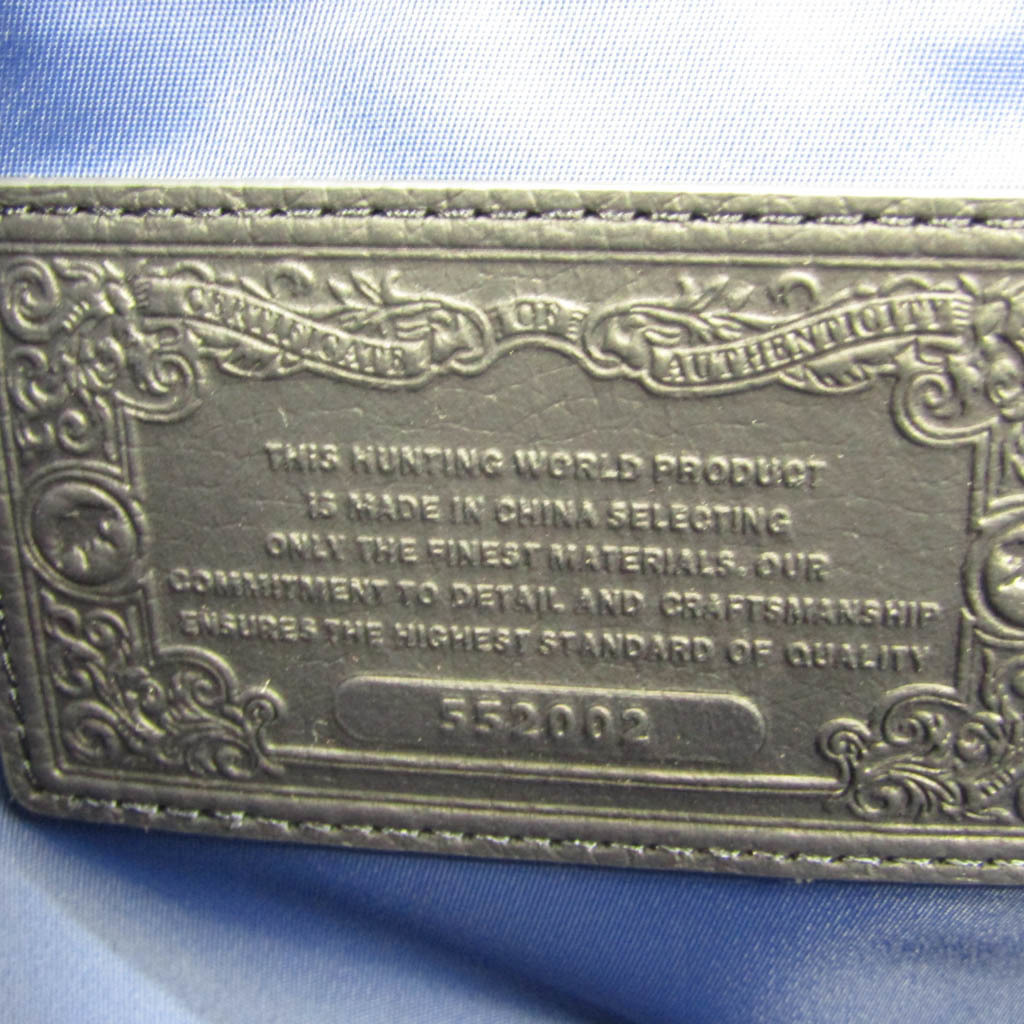 CERTIFICATE OF AUTHENTICITY
THIS HUNTING WORLD PRODUCT
IS MADE IN CHINA SELECTING
ONLY THE FINEST MATERIALS. OUR
COMMITMENT TO DETAIL AND CRAFTSMANSHIP
ENSURES THE HIGHEST STANDARD OF QUALITY
552002